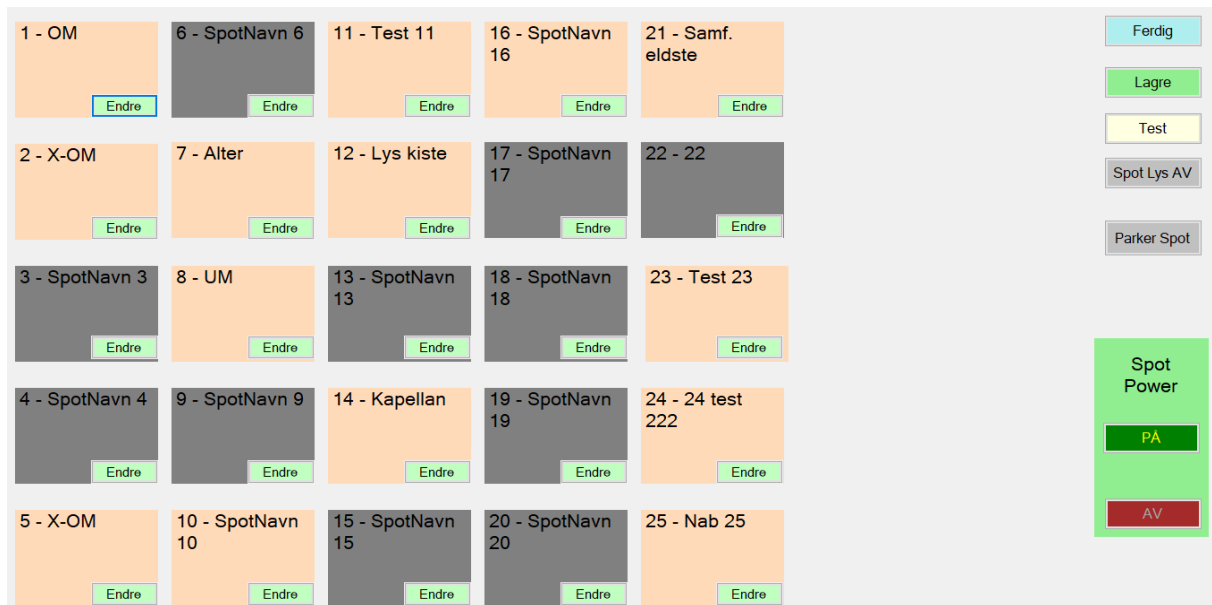 1 - OM
Endre
6 - SpotNavn 6
Endre
11 - Test 11
Endre
16 - SpotNavn
16
Endre
21 - Samf.
eldste
Endre
2 - X-OM
Endre
7 - Alter
Endre
12 - Lys kiste
Endre
17 - SpotNavn
17
Endre
22 - 22
Endre
3 - SpotNavn 3
Endre
8 - UM
Endre
13 - SpotNavn
13
Endre
18 - SpotNavn
18
Endre
23 - Test 23
Endre
4 - SpotNavn 4
Endre
9 - SpotNavn 9
Endre
14 - Kapellan
Endre
19 - SpotNavn
19
Endre
24 - 24 test
222
Endre
5 - X-OM
Endre
10 - SpotNavn
10
Endre
15 - SpotNavn
15
Endre
20 - SpotNavn
20
Endre
25 - Nab 25
Endre
Ferdig
Lagre
Test
Spot Lys AV
Parker Spot
Spot
Power
PÅ
AV